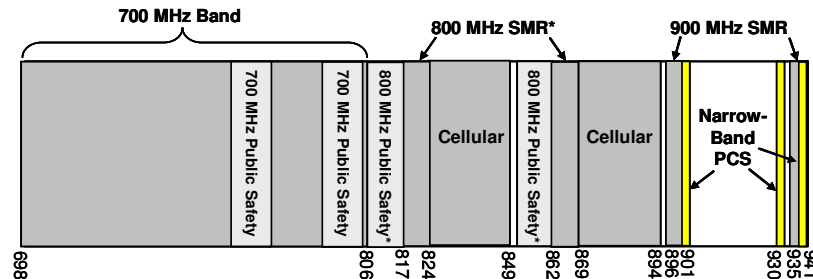 700 MHz Band
800 MHz SMR*
900 MHz SMR
700 MHz Public Safety
700 MHz Public Safety
800 MHz Public Safety*
Cellular
800 MHz Public Safety*
Cellular
Narrow-
Band
PCS
698
806
817
824
849
862
869
894
896
901
930
935
941